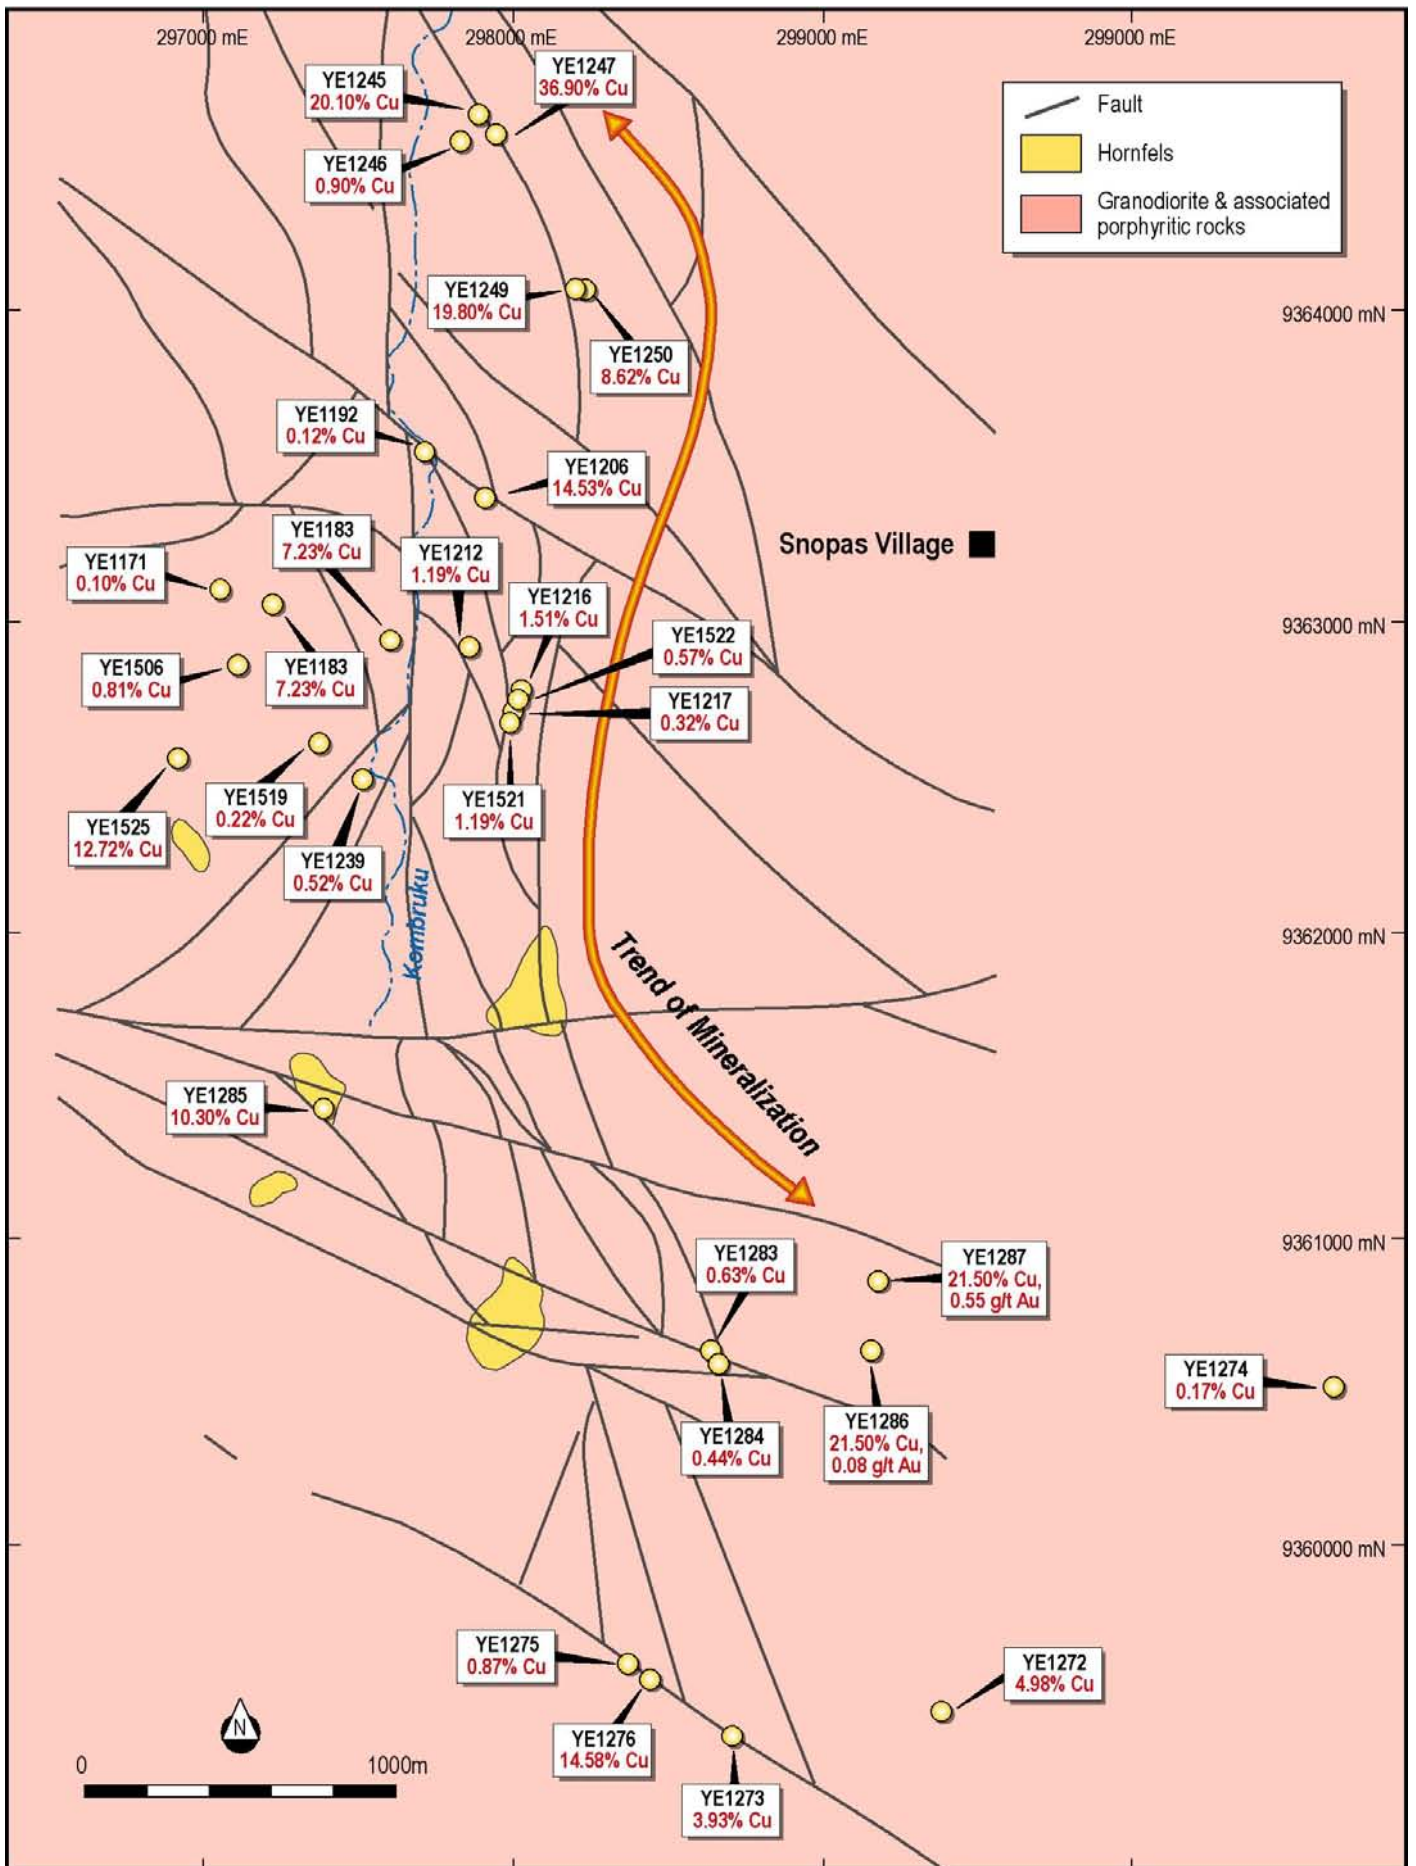 297000 mE
298000 mE
299000 mE
299000 mE
YE1245
20.10% Cu
YE1247
36.90% Cu
YE1246
0.90% Cu
Fault
Hornfels
Granodiorite & associated
porphyritic rocks
YE1249
19.80% Cu
9364000 mN
YE1250
8.62% Cu
YE1192
0.12% Cu
YE1206
14.53% Cu
YE1183
7.23% Cu
YE1212
1.19% Cu
Snopas Village
YE1171
0.10% Cu
YE1216
1.51% Cu
9363000 mN
YE1522
0.57% Cu
YE1506
0.81% Cu
YE1183
7.23% Cu
YE1217
0.32% Cu
YE1519
0.22% Cu
YE1521
1.19% Cu
YE1525
12.72% Cu
YE1239
0.52% Cu
Kombruku
9362000 mN
Trend of Mineralization
YE1285
10.30% Cu
9361000 mN
YE1283
0.63% Cu
YE1287
21.50% Cu,
0.55 g/t Au
YE1274
0.17% Cu
YE1284
0.44% Cu
YE1286
21.50% Cu,
0.08 g/t Au
9360000 mN
YE1275
0.87% Cu
YE1272
4.98% Cu
YE1276
14.58% Cu
YE1273
3.93% Cu
N
0
1000m